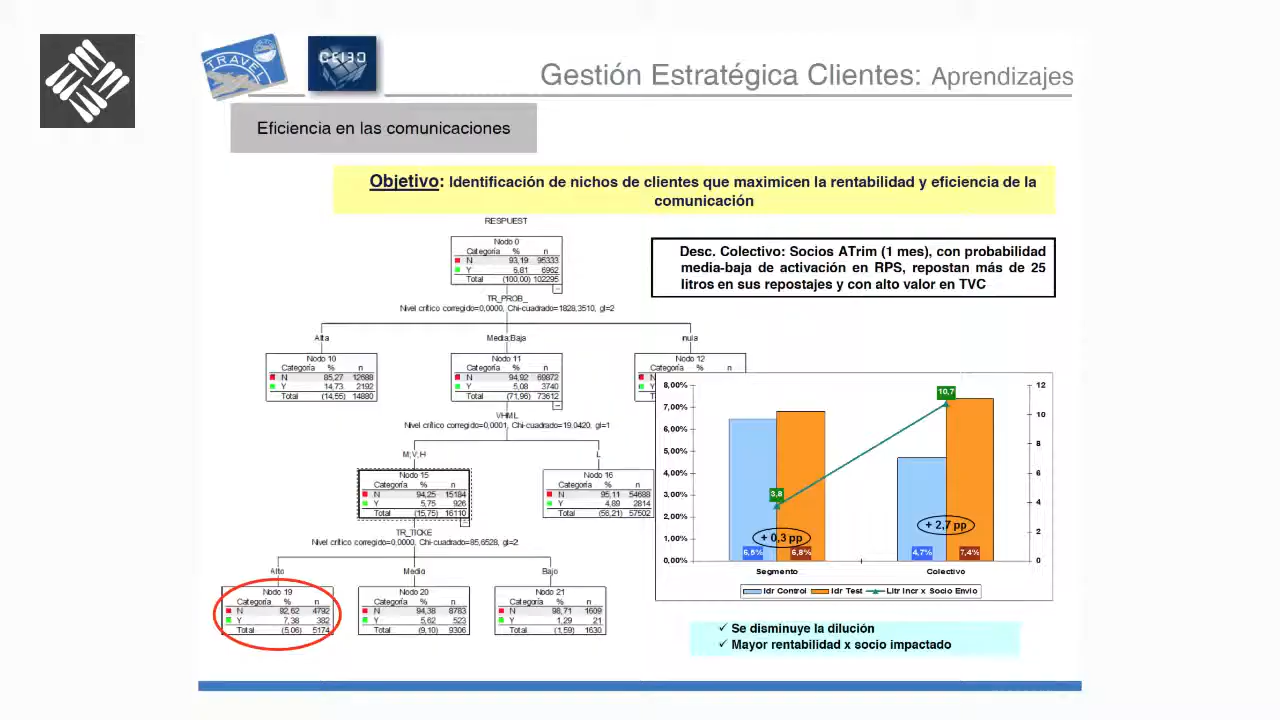 TRAVEL
CEIEC
Gestión Estratégica Clientes: Aprendizajes
Eficiencia en las comunicaciones
Objetivo: Identificación de nichos de clientes que maximicen la rentabilidad y eficiencia de la
comunicación
RESPUEST
Nodo 0
Categoría % n
N 93,19 95333
Y 6,81 6962
Total (100,00) 102295
Desc. Colectivo: Socios ATrim (1 mes), con probabilidad
media-baja de activación en RPS, repostan más de 25
litros en sus repostajes y con alto valor en TVC
TR_PROB_
Nivel crítico corregido=0,0000, Chi-cuadrado=1828,3510, gl=2
Alta
Media;Baja
nula
Nodo 10
Categoría % n
N 85,27 12688
Y 14,73 2192
Total (14,55) 14880
Nodo 11
Categoría % n
N 94,92 69872
Y 5,08 3740
Total (71,96) 73612
Nodo 12
Categoría % n
N
Y
Total
VHML
Nivel crítico corregido=0,0001, Chi-cuadrado=19,0420, gl=1
M;V;H
L
Nodo 15
Categoría % n
N 94,25 15184
Y 5,75 926
Total (15,75) 16110
Nodo 16
Categoría % n
N 95,11 54688
Y 4,89 2814
Total (56,21) 57502
TR_TICKE
Nivel crítico corregido=0,0000, Chi-cuadrado=85,6528, gl=2
Alto
Medio
Bajo
Nodo 19
Categoría % n
N 92,62 4792
Y 7,38 382
Total (5,06) 5174
Nodo 20
Categoría % n
N 94,38 8783
Y 5,62 523
Total (9,10) 9306
Nodo 21
Categoría % n
N 98,71 1609
Y 1,29 21
Total (1,59) 1630
8,00%
7,00%
6,00%
5,00%
4,00%
3,00%
2,00%
1,00%
0,00%
12
10
8
6
4
2
0
3,8
10,7
+ 0,3 pp
+ 2,7 pp
6,5% 6,8%
4,7% 7,4%
Segmento Colectivo
Idr Control Idr Test Litr Incr x Socio Envio
✓ Se disminuye la dilución
✓ Mayor rentabilidad x socio impactado